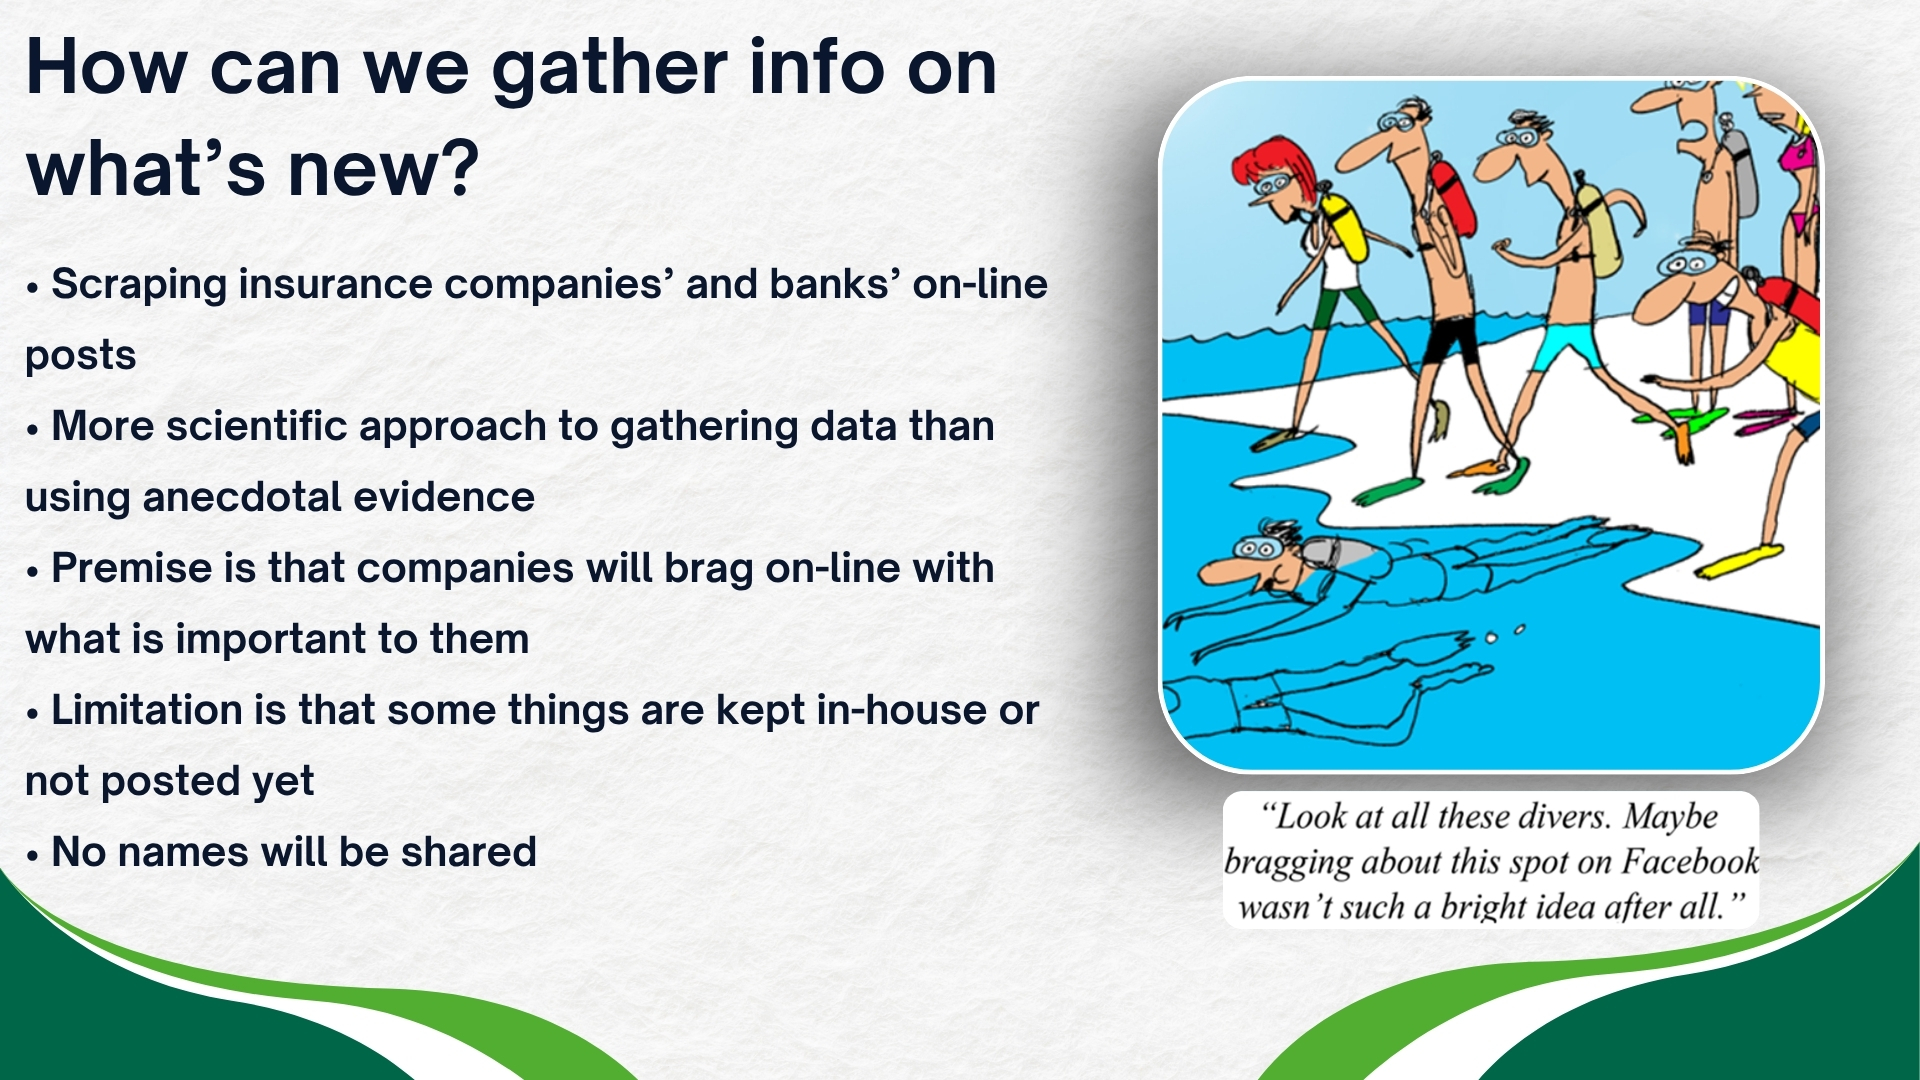 How can we gather info on
what’s new?
• Scraping insurance companies’ and banks’ on-line
posts
• More scientific approach to gathering data than
using anecdotal evidence
• Premise is that companies will brag on-line with
what is important to them
• Limitation is that some things are kept in-house or
not posted yet
• No names will be shared
“Look at all these divers. Maybe
bragging about this spot on Facebook
wasn’t such a bright idea after all.”